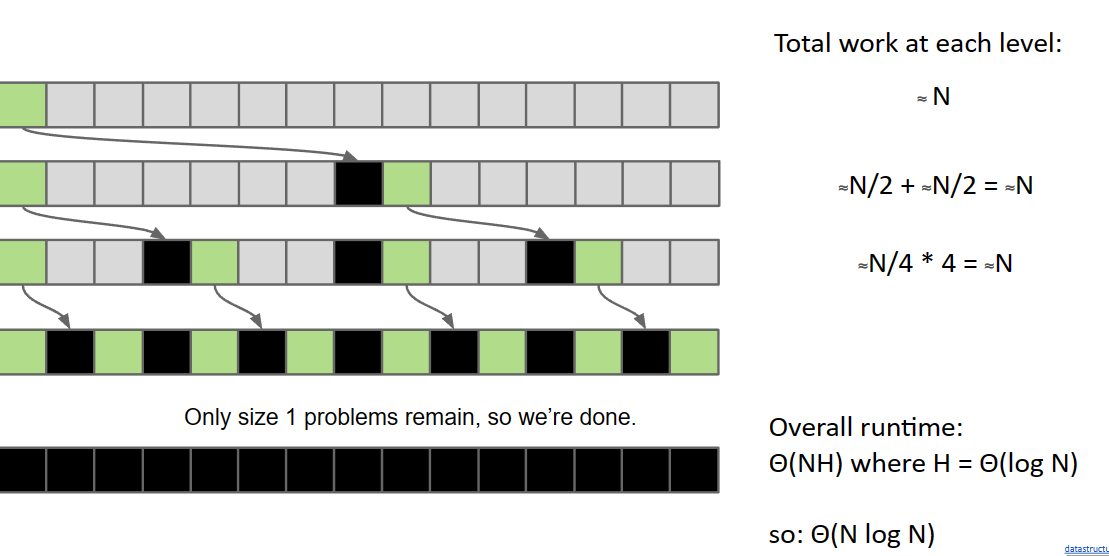 Total work at each level:
≈ N
≈N/2 + ≈N/2 = ≈N
≈N/4 * 4 = ≈N
Only size 1 problems remain, so we’re done.
Overall runtime:
Θ(NH) where H = Θ(log N)
so: Θ(N log N)
datastructu